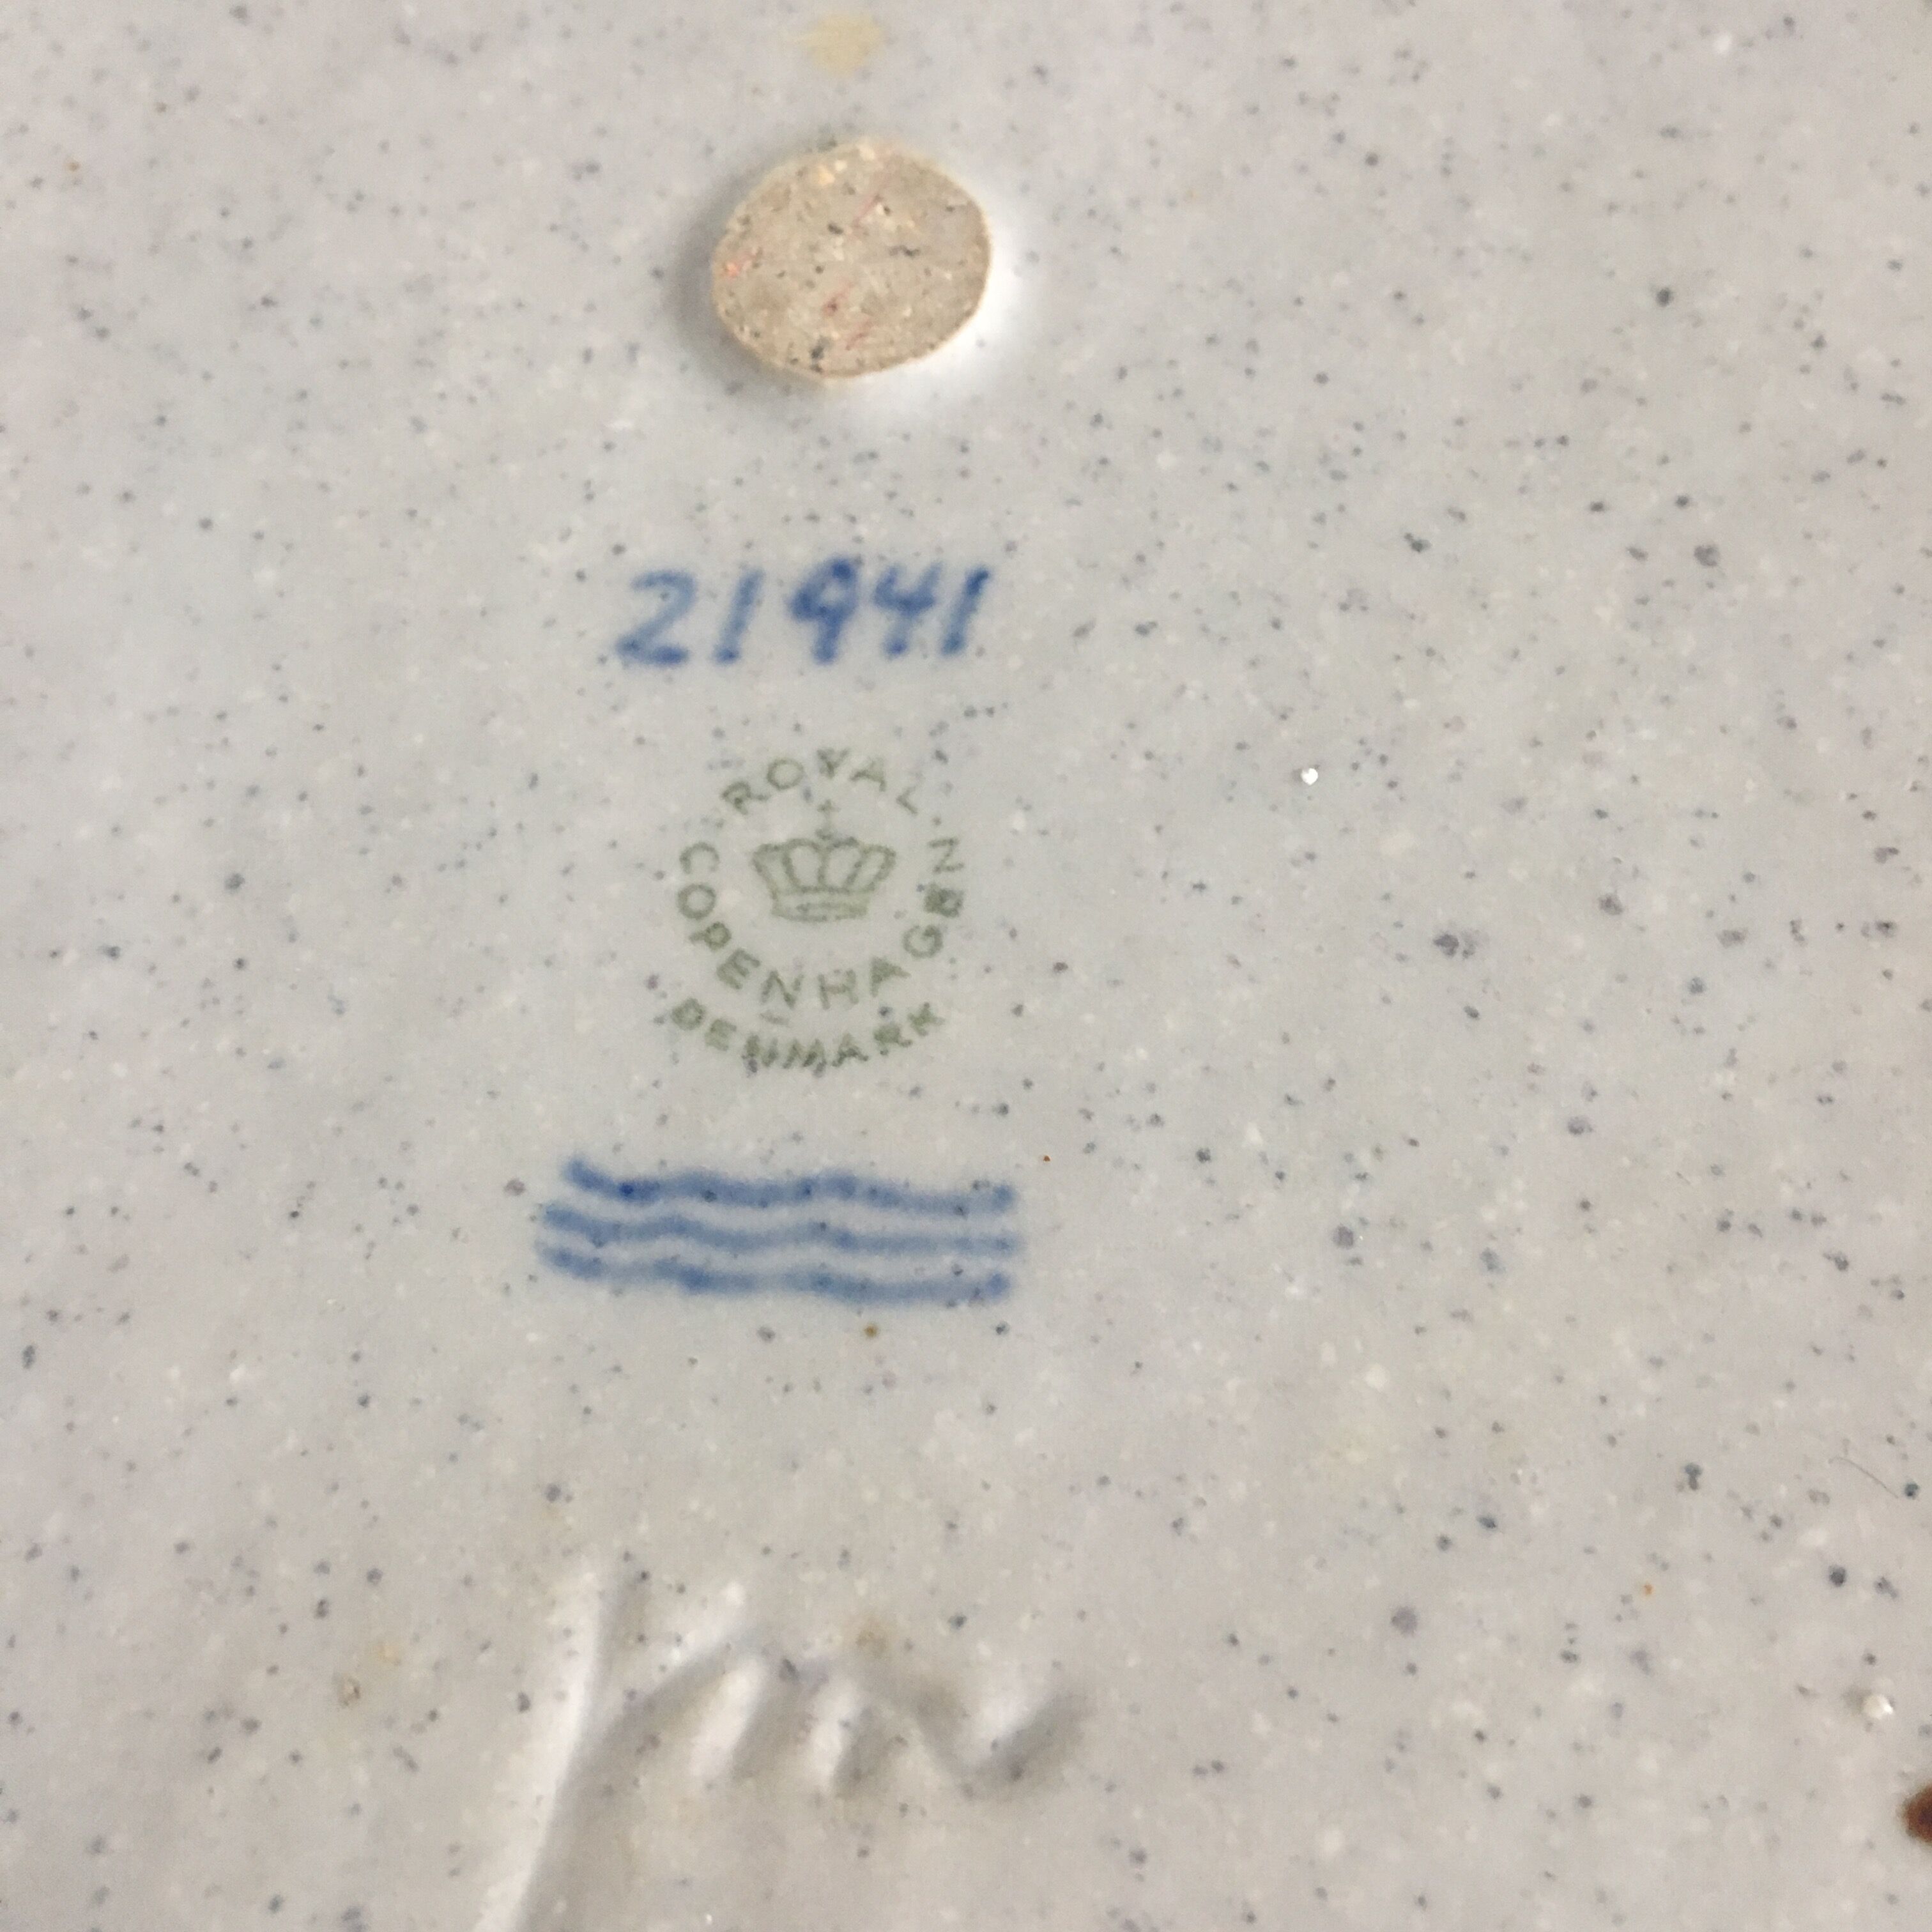 21941
ROYAL
COPENHAGEN
DENMARK